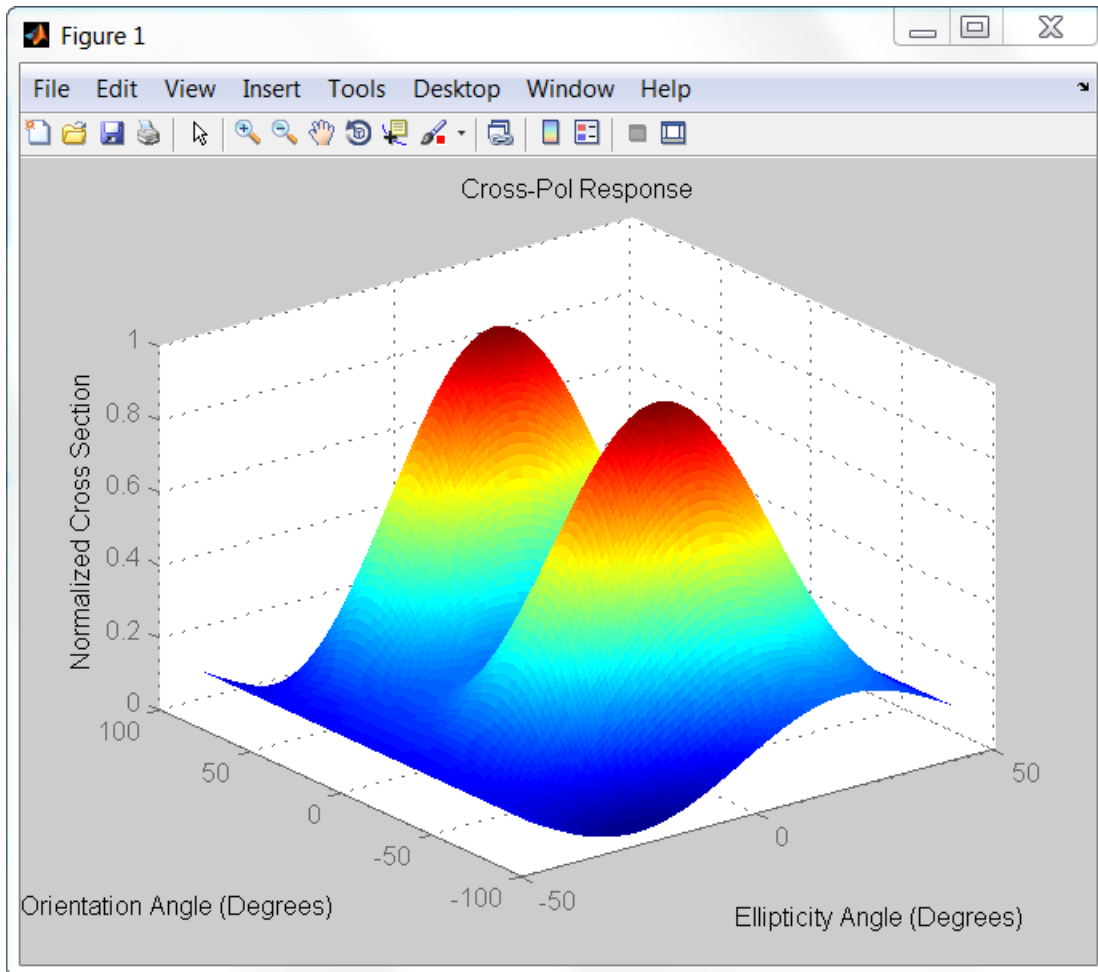 Figure 1
File Edit View Insert Tools Desktop Window Help
Cross-Pol Response
Normalized Cross Section
1
0.8
0.6
0.4
0.2
0
100
50
0
-50
-100
-50
0
50
Orientation Angle (Degrees)
Ellipticity Angle (Degrees)